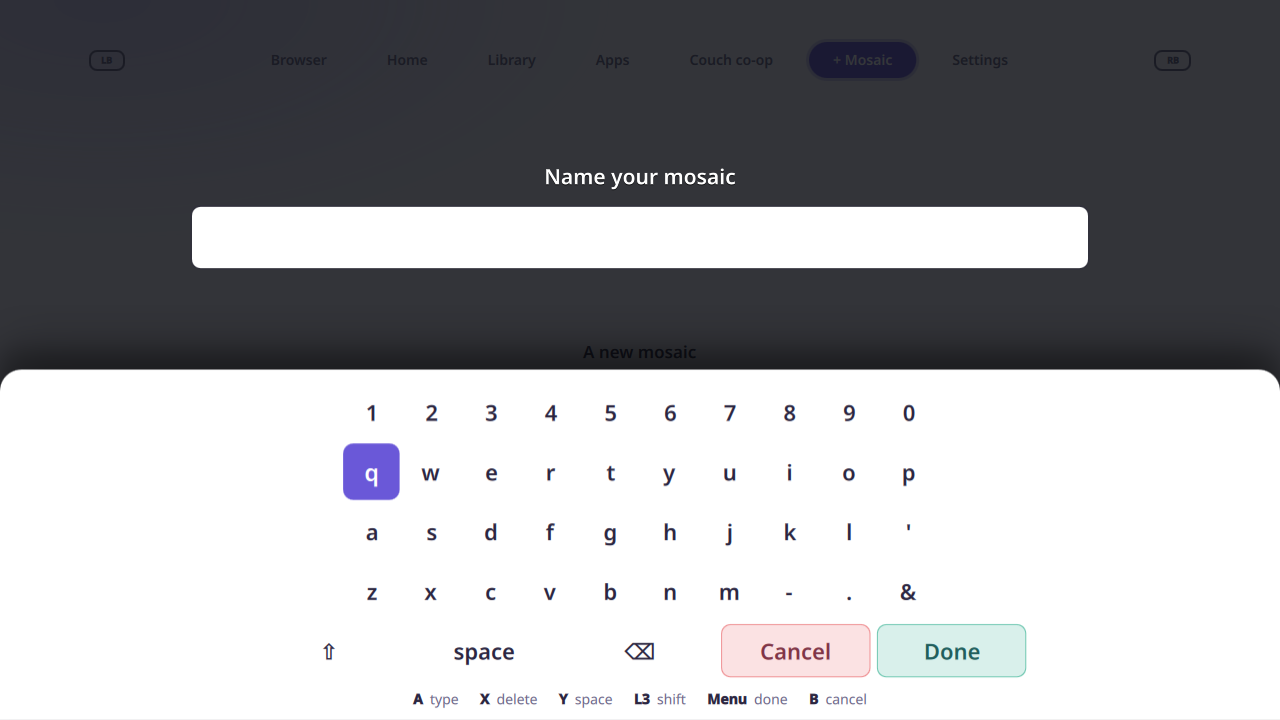 LB Browser Home Library Apps Couch co-op + Mosaic Settings RB
Name your mosaic
A new mosaic
1 2 3 4 5 6 7 8 9 0
q w e r t y u i o p
a s d f g h j k l '
z x c v b n m - . &
⇧ space ⌫ Cancel Done
A type X delete Y space L3 shift Menu done B cancel